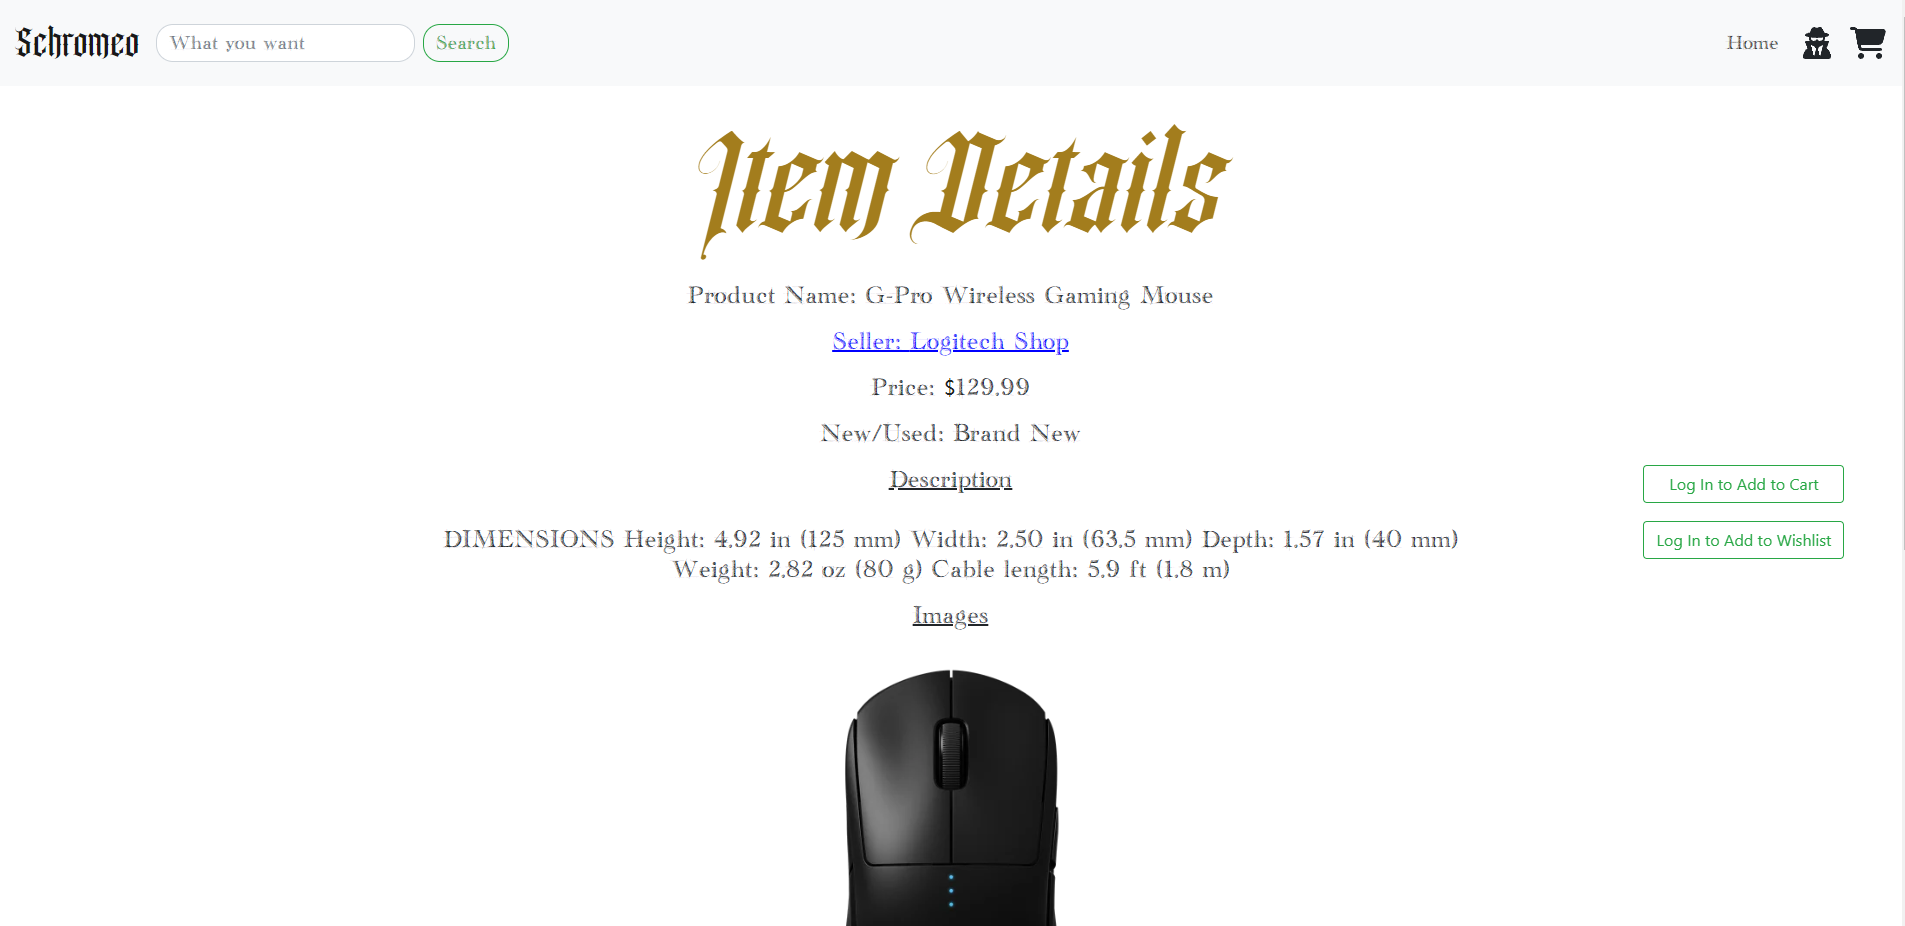 Schromeo
What you want
Search
Home
Item Details
Product Name: G-Pro Wireless Gaming Mouse
Seller: Logitech Shop
Price: $129.99
New/Used: Brand New
Description
Log In to Add to Cart
DIMENSIONS Height: 4.92 in (125 mm) Width: 2.50 in (63.5 mm) Depth: 1.57 in (40 mm)
Weight: 2.82 oz (80 g) Cable length: 5.9 ft (1.8 m)
Log In to Add to Wishlist
Images